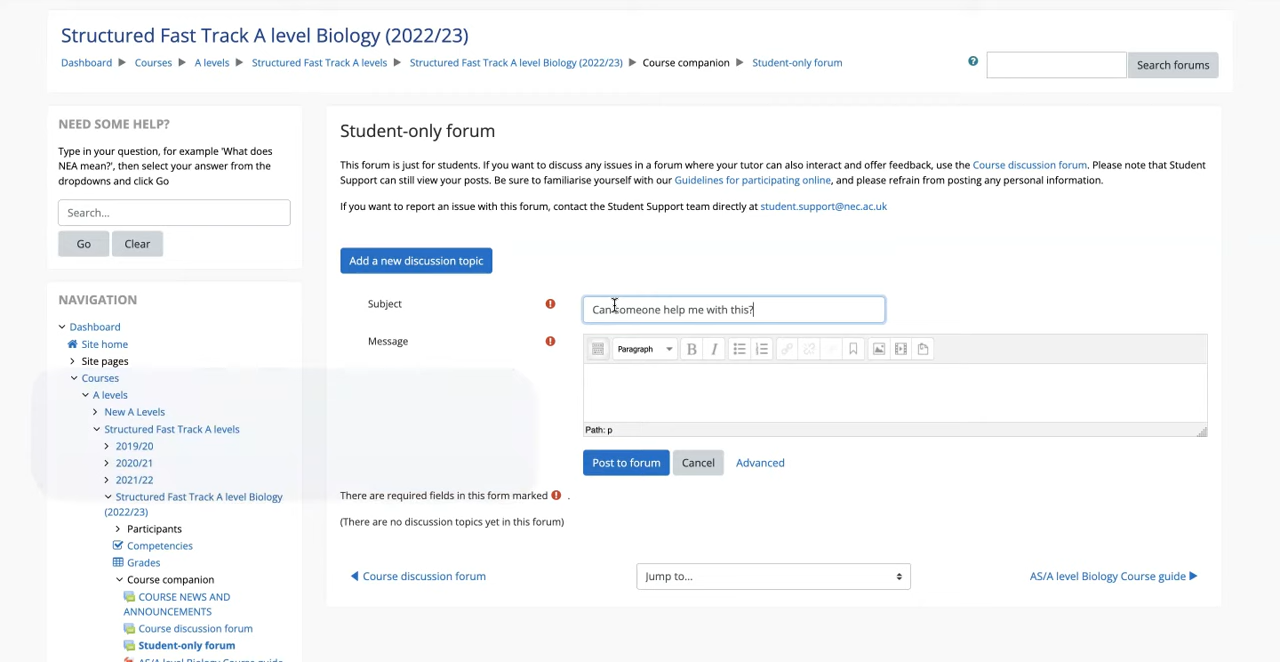 Structured Fast Track A level Biology (2022/23)
Dashboard ▶ Courses ▶ A levels ▶ Structured Fast Track A levels ▶ Structured Fast Track A level Biology (2022/23) ▶ Course companion ▶ Student-only forum
Search forums
NEED SOME HELP?
Type in your question, for example 'What does
NEA mean?', then select your answer from the
dropdowns and click Go
Search...
Go Clear
NAVIGATION
Dashboard
Site home
Site pages
Courses
A levels
New A Levels
Structured Fast Track A levels
2019/20
2020/21
2021/22
Structured Fast Track A level Biology
(2022/23)
Participants
Competencies
Grades
Course companion
COURSE NEWS AND
ANNOUNCEMENTS
Course discussion forum
Student-only forum
AS/A level Biology Course guide
Student-only forum
This forum is just for students. If you want to discuss any issues in a forum where your tutor can also interact and offer feedback, use the Course discussion forum. Please note that Student
Support can still view your posts. Be sure to familiarise yourself with our Guidelines for participating online, and please refrain from posting any personal information.
If you want to report an issue with this forum, contact the Student Support team directly at student.support@nec.ac.uk
Add a new discussion topic
Subject
Can someone help me with this?
Message
Paragraph B I
Path: p
Post to forum Cancel Advanced
There are required fields in this form marked .
(There are no discussion topics yet in this forum)
◀ Course discussion forum
Jump to...
AS/A level Biology Course guide ▶